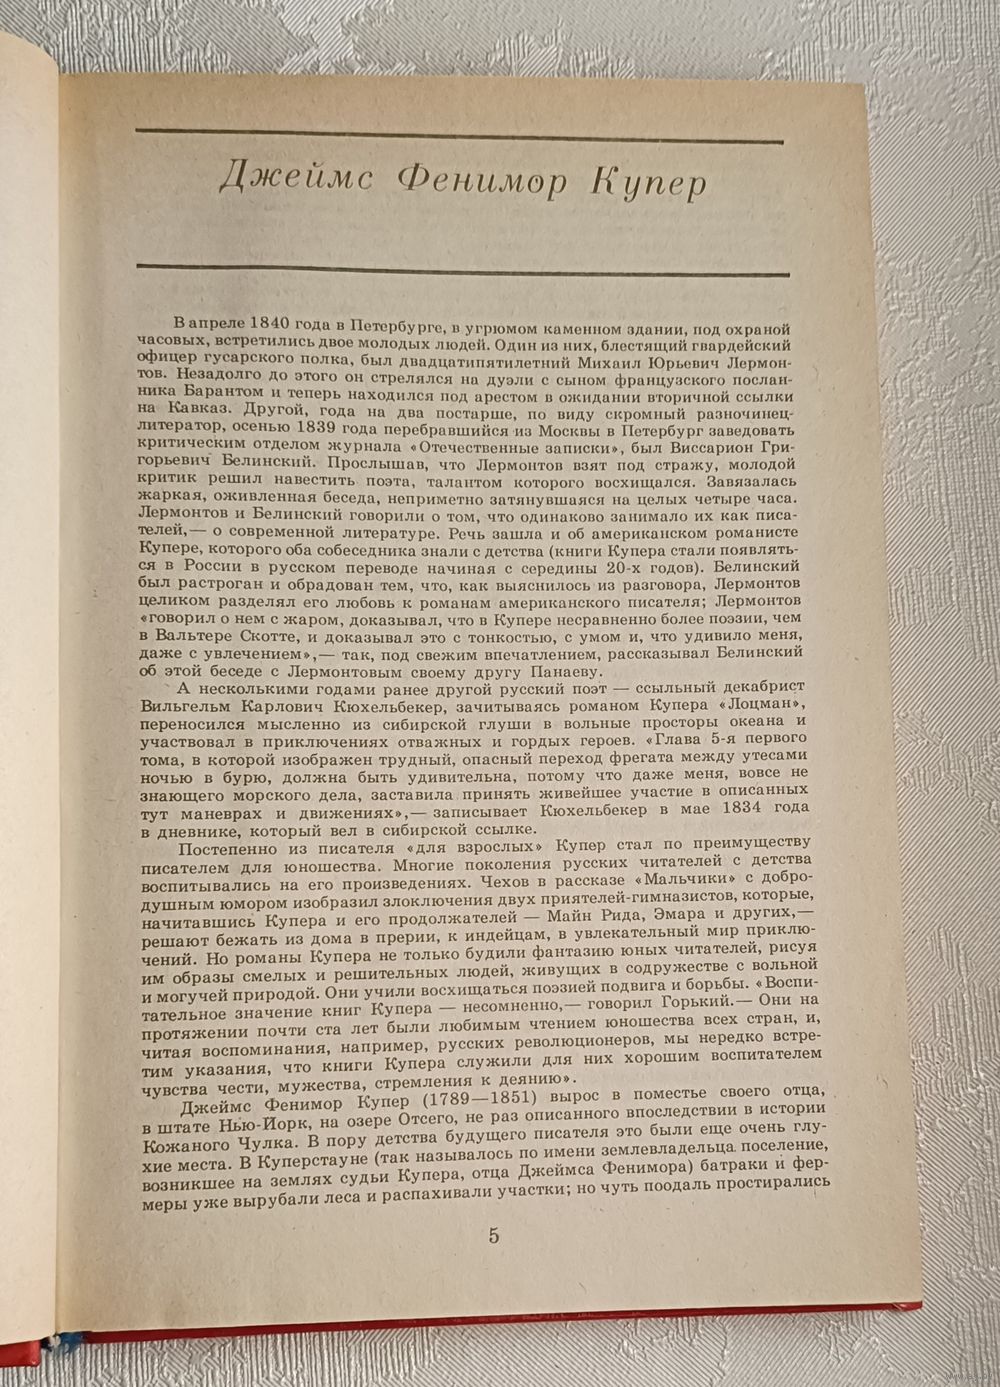 Джеймс Фенимор Купер
В апреле 1840 года в Петербурге, в угрюмом каменном здании, под охраной
часовых, встретились двое молодых людей. Один из них, блестящий гвардейский
офицер гусарского полка, был двадцатипятилетний Михаил Юрьевич Лермон-
тов. Незадолго до этого он стрелялся на дуэли с сыном французского послан-
ника Барантом и теперь находился под арестом в ожидании вторичной ссылки
на Кавказ. Другой, года на два постарше, по виду скромный разночинец-
литератор, осенью 1839 года перебравшийся из Москвы в Петербург заведовать
критическим отделом журнала «Отечественные записки», был Виссарион Гри-
горьевич Белинский. Прослышав, что Лермонтов взят под стражу, молодой
критик решил навестить поэта, талантом которого восхищался. Завязалась
жаркая, оживленная беседа, неприметно затянувшаяся на целых четыре часа.
Лермонтов и Белинский говорили о том, что одинаково занимало их как писа-
телей,— о современной литературе. Речь зашла и об американском романисте
Купере, которого оба собеседника знали с детства (книги Купера стали появлять-
ся в России в русском переводе начиная с середины 20-х годов). Белинский
был растроган и обрадован тем, что, как выяснилось из разговора, Лермонтов
целиком разделял его любовь к романам американского писателя; Лермонтов
«говорил о нем с жаром, доказывал, что в Купере несравненно более поэзии, чем
в Вальтере Скотте, и доказывал это с тонкостью, с умом и, что удивило меня,
даже с увлечением»,— так, под свежим впечатлением, рассказывал Белинский
об этой беседе с Лермонтовым своему другу Панаеву.
А несколькими годами ранее другой русский поэт — ссыльный декабрист
Вильгельм Карлович Кюхельбекер, зачитываясь романом Купера «Лоцман»,
переносился мысленно из сибирской глуши в вольные просторы океана и
участвовал в приключениях отважных и гордых героев. «Глава 5-я первого
тома, в которой изображен трудный, опасный переход фрегата между утесами
ночью в бурю, должна быть удивительна, потому что даже меня, вовсе не
знающего морского дела, заставила принять живейшее участие в описанных
тут маневрах и движениях»,— записывает Кюхельбекер в мае 1834 года
в дневнике, который вел в сибирской ссылке.
Постепенно из писателя «для взрослых» Купер стал по преимуществу
писателем для юношества. Многие поколения русских читателей с детства
воспитывались на его произведениях. Чехов в рассказе «Мальчики» с добро-
душным юмором изобразил злоключения двух приятелей-гимназистов, которые,
начитавшись Купера и его продолжателей — Майн Рида, Эмара и других,—
решают бежать из дома в прерии, к индейцам, в увлекательный мир приклю-
чений. Но романы Купера не только будили фантазию юных читателей, рисуя
им образы смелых и решительных людей, живущих в содружестве с вольной
и могучей природой. Они учили восхищаться поэзией подвига и борьбы. «Воспи-
тательное значение книг Купера — несомненно,— говорил Горький.— Они на
протяжении почти ста лет были любимым чтением юношества всех стран, и,
читая воспоминания, например, русских революционеров, мы нередко встре-
тим указания, что книги Купера служили для них хорошим воспитателем
чувства чести, мужества, стремления к деянию».
Джеймс Фенимор Купер (1789—1851) вырос в поместье своего отца,
в штате Нью-Йорк, на озере Отсего, не раз описанного впоследствии в истории
Кожаного Чулка. В пору детства будущего писателя это были еще очень глу-
хие места. В Куперстауне (так называлось по имени землевладельца поселение,
возникшее на землях судьи Купера, отца Джеймса Фенимора) батраки и фер-
меры уже вырубали леса и распахивали участки; но чуть поодаль простирались
5